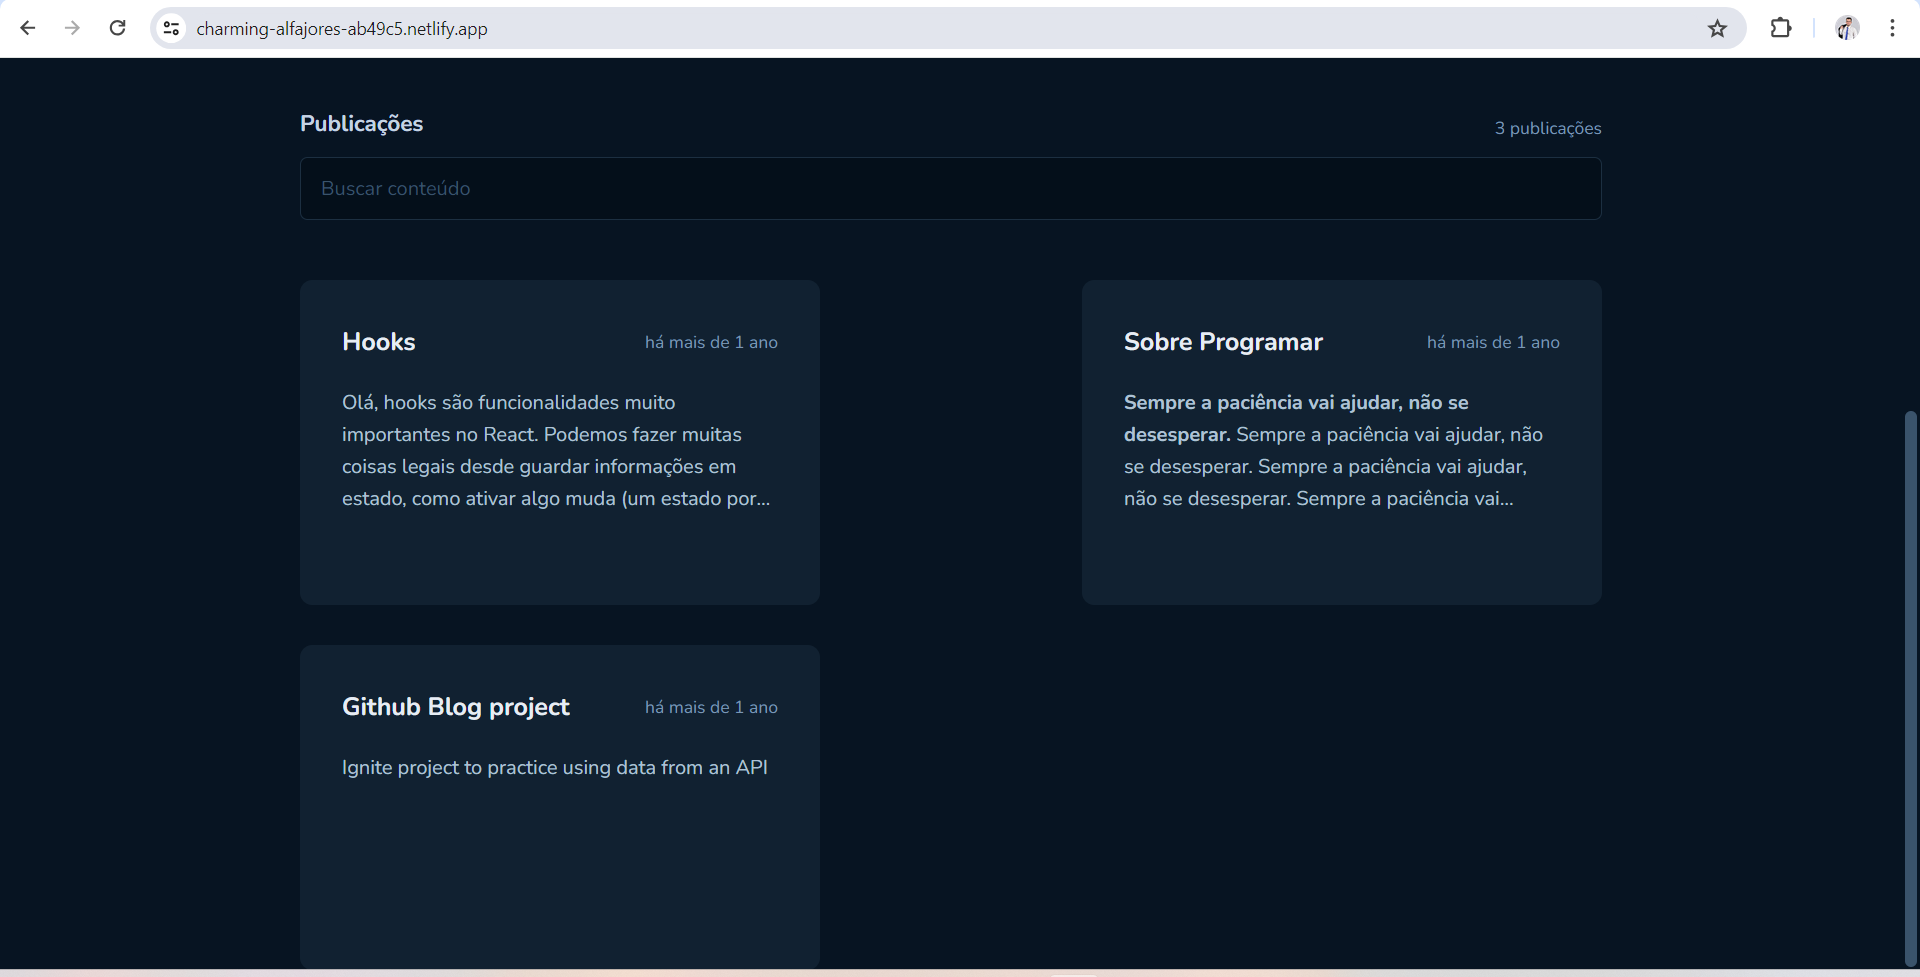 charming-alfajores-ab49c5.netlify.app
Publicações
3 publicações
Buscar conteúdo
Hooks
há mais de 1 ano
Olá, hooks são funcionalidades muito
importantes no React. Podemos fazer muitas
coisas legais desde guardar informações em
estado, como ativar algo muda (um estado por...
Sobre Programar
há mais de 1 ano
Sempre a paciência vai ajudar, não se
desesperar. Sempre a paciência vai ajudar, não
se desesperar. Sempre a paciência vai ajudar,
não se desesperar. Sempre a paciência vai...
Github Blog project
há mais de 1 ano
Ignite project to practice using data from an API